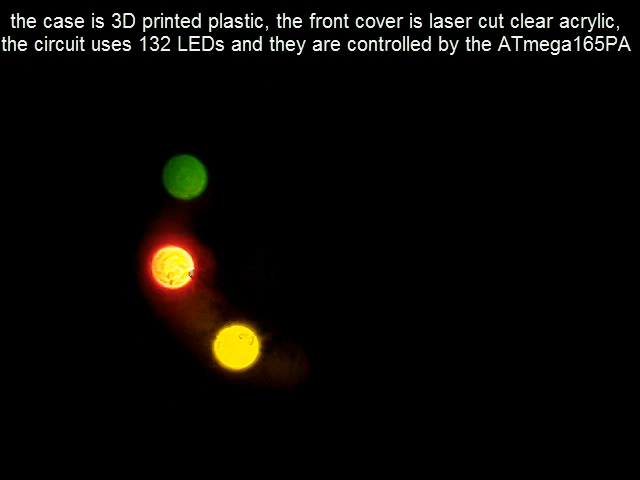 the case is 3D printed plastic, the front cover is laser cut clear acrylic,
the circuit uses 132 LEDs and they are controlled by the ATmega165PA